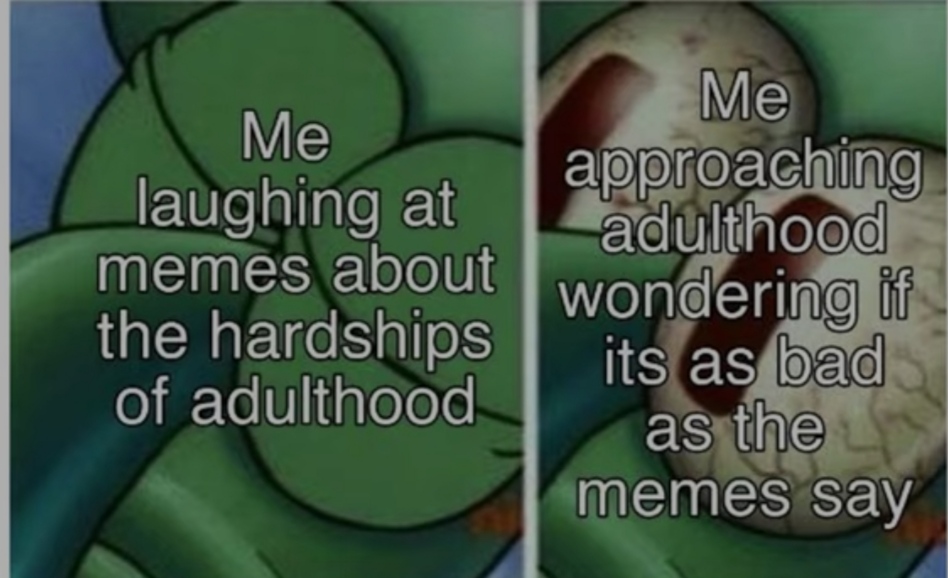 Me
laughing at
memes about
the hardships
of adulthood
Me
approaching
adulthood
wondering if
its as bad
as the
memes say